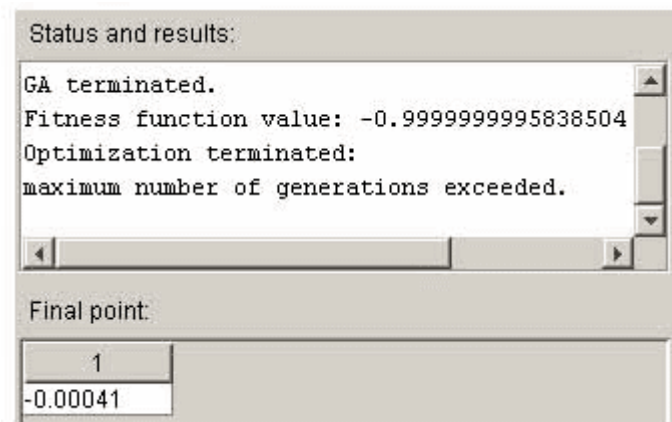 Status and results:
GA terminated.
Fitness function value: -0.9999999995838504
Optimization terminated:
maximum number of generations exceeded.
Final point:
1
-0.00041